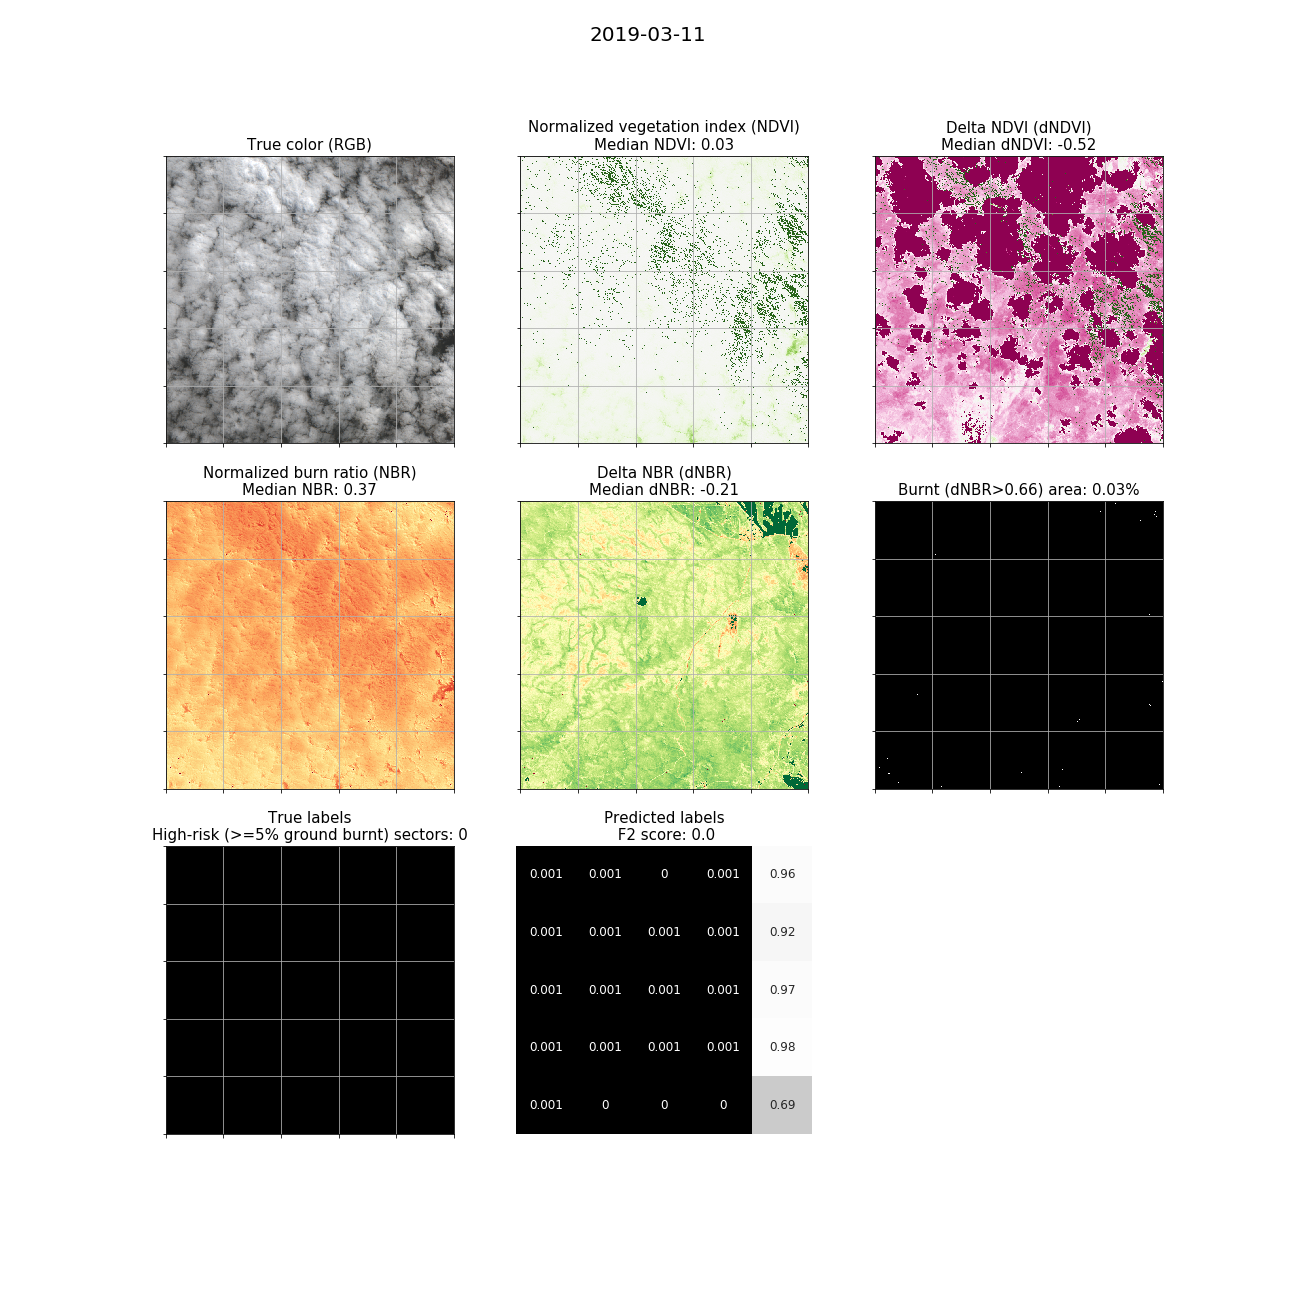 2019-03-11
True color (RGB)
Normalized vegetation index (NDVI)
Median NDVI: 0.03
Delta NDVI (dNDVI)
Median dNDVI: -0.52
Normalized burn ratio (NBR)
Median NBR: 0.37
Delta NBR (dNBR)
Median dNBR: -0.21
Burnt (dNBR>0.66) area: 0.03%
True labels
High-risk (>=5% ground burnt) sectors: 0
Predicted labels
F2 score: 0.0
0.001 0.001 0 0.001 0.96
0.001 0.001 0.001 0.001 0.92
0.001 0.001 0.001 0.001 0.97
0.001 0.001 0.001 0.001 0.98
0.001 0 0 0 0.69